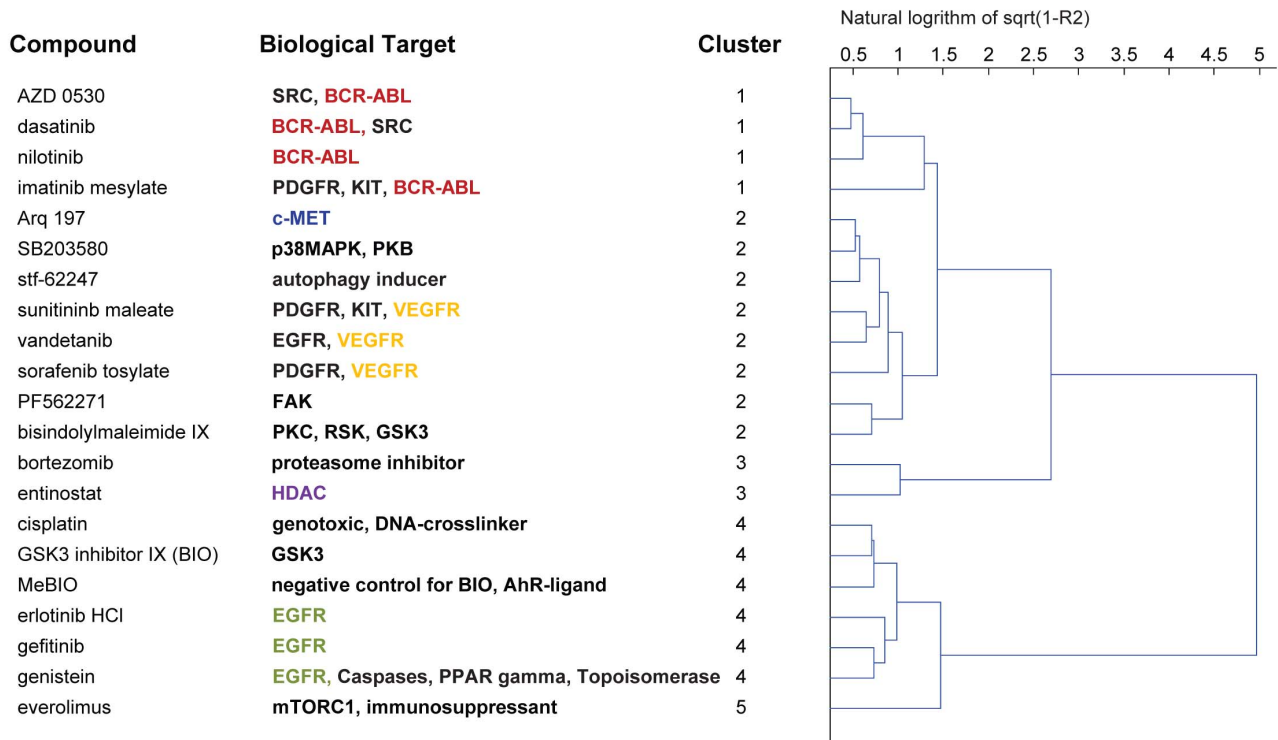 Natural logrithm of sqrt(1-R2)
Compound Biological Target Cluster
0.5 1 1.5 2 2.5 3 3.5 4 4.5 5
AZD 0530 SRC, BCR-ABL 1
dasatinib BCR-ABL, SRC 1
nilotinib BCR-ABL 1
imatinib mesylate PDGFR, KIT, BCR-ABL 1
Arq 197 c-MET 2
SB203580 p38MAPK, PKB 2
stf-62247 autophagy inducer 2
sunitininb maleate PDGFR, KIT, VEGFR 2
vandetanib EGFR, VEGFR 2
sorafenib tosylate PDGFR, VEGFR 2
PF562271 FAK 2
bisindolylmaleimide IX PKC, RSK, GSK3 2
bortezomib proteasome inhibitor 3
entinostat HDAC 3
cisplatin genotoxic, DNA-crosslinker 4
GSK3 inhibitor IX (BIO) GSK3 4
MeBIO negative control for BIO, AhR-ligand 4
erlotinib HCl EGFR 4
gefitinib EGFR 4
genistein EGFR, Caspases, PPAR gamma, Topoisomerase 4
everolimus mTORC1, immunosuppressant 5